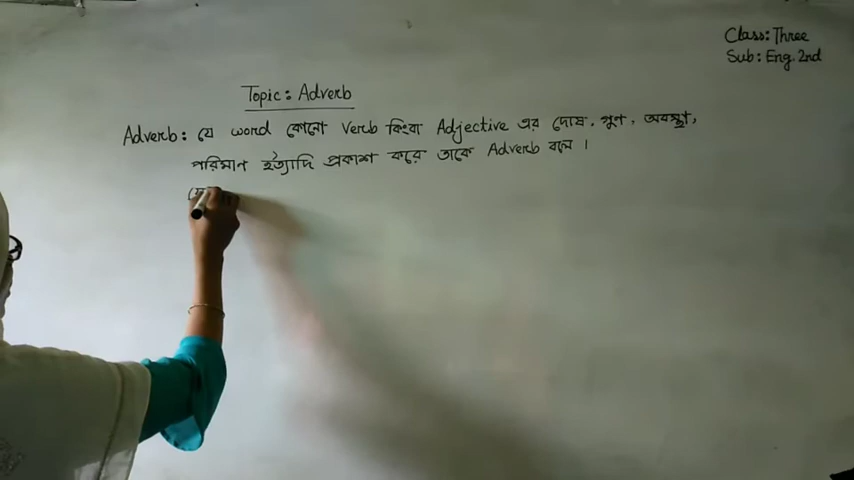 Class: Three
Sub: Eng. 2nd
Topic: Adverb
Adverb: যে word কোনো Verb কিংবা Adjective এর দোষ, গুণ, অবস্থা,
পরিমান ইত্যাদি প্রকাশ করে তাকে Adverb বলে।